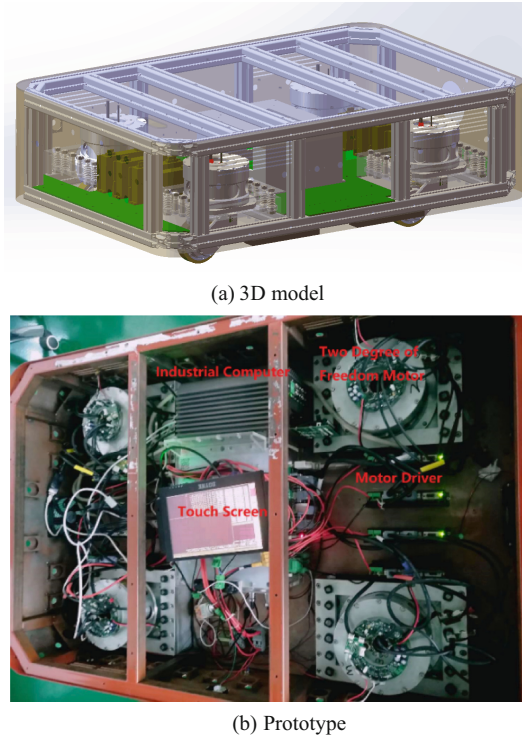 (a) 3D model
Industrial Computer
Two Degree of
Freedom Motor
Motor Driver
Touch Screen
(b) Prototype